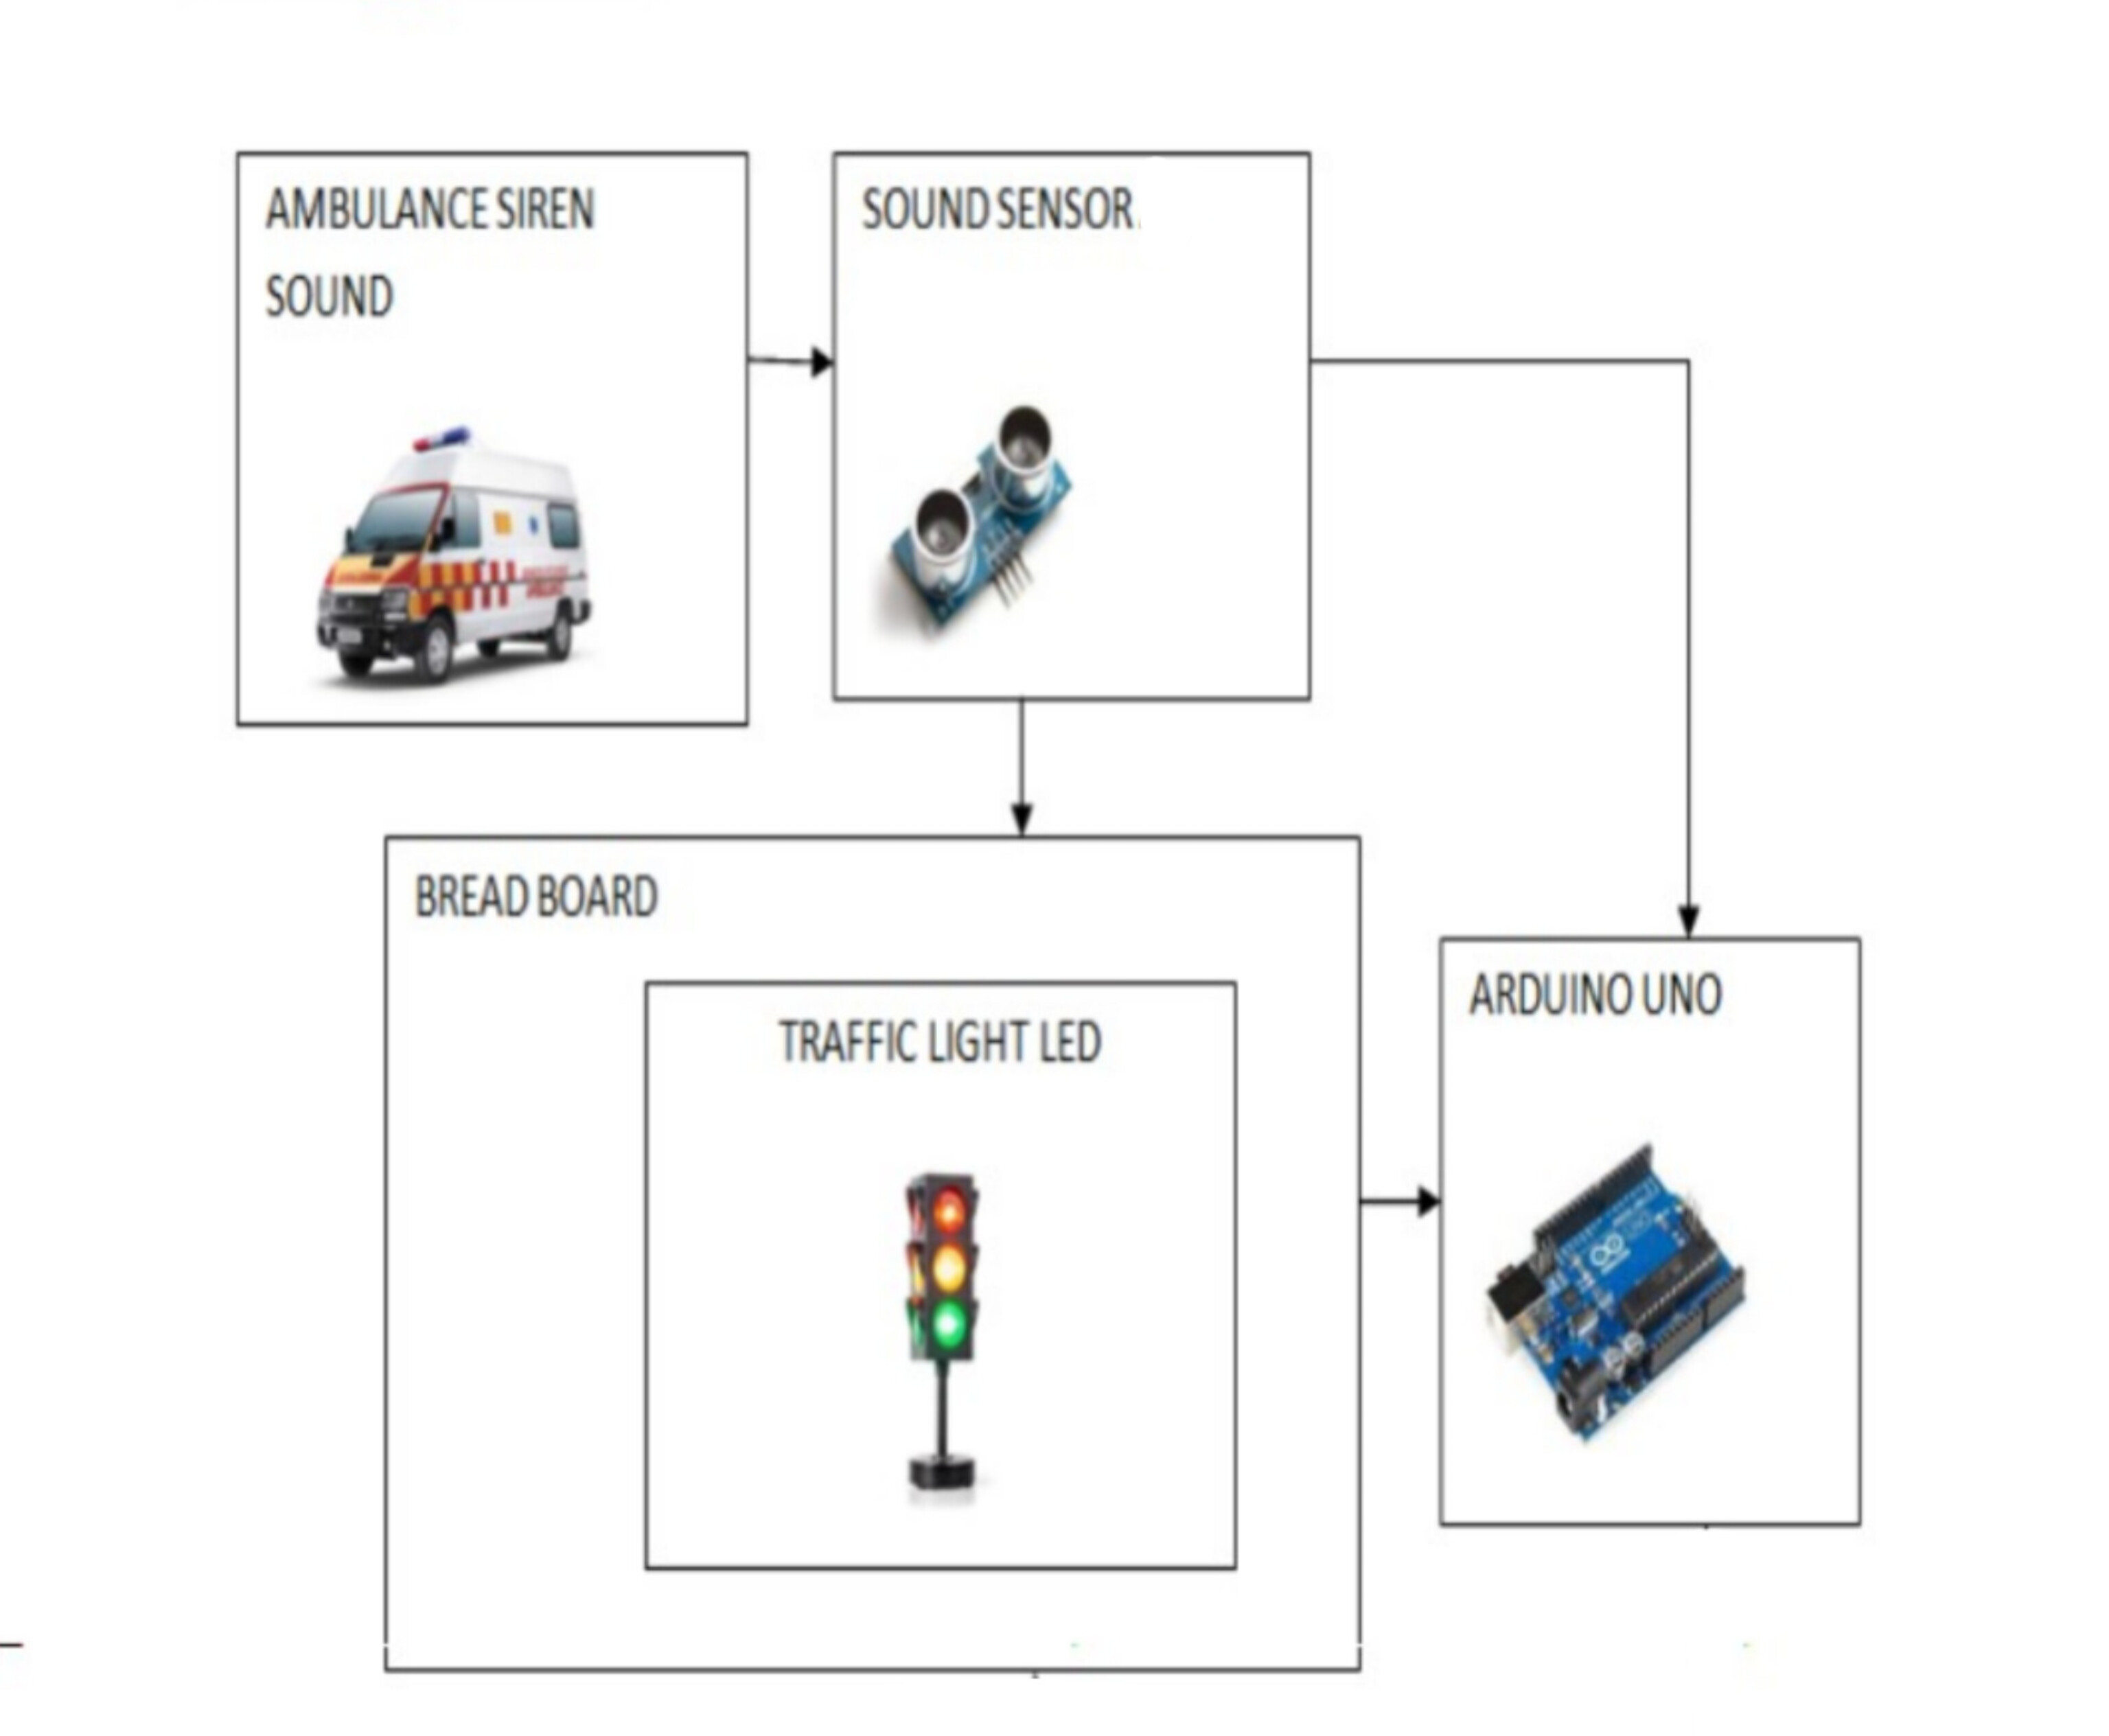 AMBULANCE SIREN
SOUND
SOUND SENSOR.
BREAD BOARD
TRAFFIC LIGHT LED
ARDUINO UNO